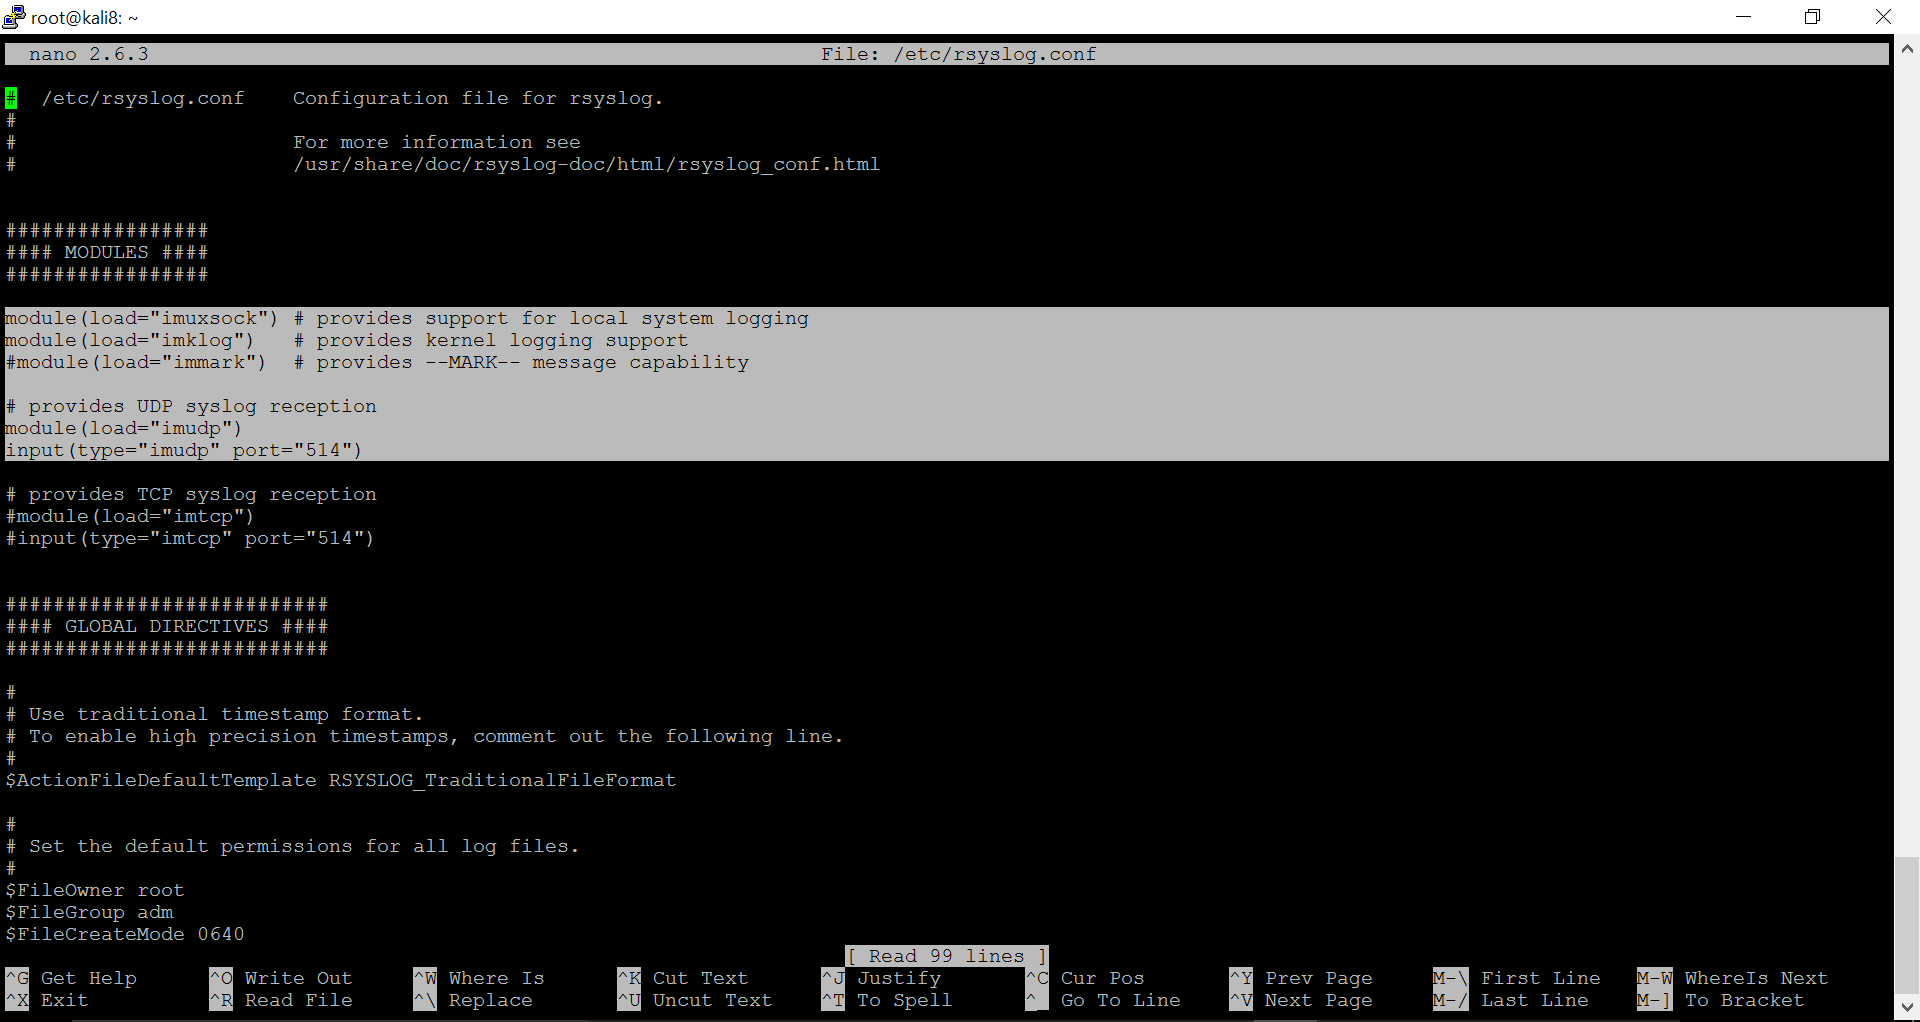 root@kali8: ~
nano 2.6.3 File: /etc/rsyslog.conf
#  /etc/rsyslog.conf    Configuration file for rsyslog.
#
#                       For more information see
#                       /usr/share/doc/rsyslog-doc/html/rsyslog_conf.html
#################
#### MODULES ####
#################
module(load="imuxsock") # provides support for local system logging
module(load="imklog")   # provides kernel logging support
#module(load="immark")  # provides --MARK-- message capability
# provides UDP syslog reception
module(load="imudp")
input(type="imudp" port="514")
# provides TCP syslog reception
#module(load="imtcp")
#input(type="imtcp" port="514")
###########################
#### GLOBAL DIRECTIVES ####
###########################
#
# Use traditional timestamp format.
# To enable high precision timestamps, comment out the following line.
#
$ActionFileDefaultTemplate RSYSLOG_TraditionalFileFormat
#
# Set the default permissions for all log files.
#
$FileOwner root
$FileGroup adm
$FileCreateMode 0640
[ Read 99 lines ]
^G Get Help ^O Write Out ^W Where Is ^K Cut Text ^J Justify ^C Cur Pos ^Y Prev Page M-\ First Line M-W WhereIs Next
^X Exit ^R Read File ^\ Replace ^U Uncut Text ^T To Spell ^_ Go To Line ^V Next Page M-/ Last Line M-] To Bracket